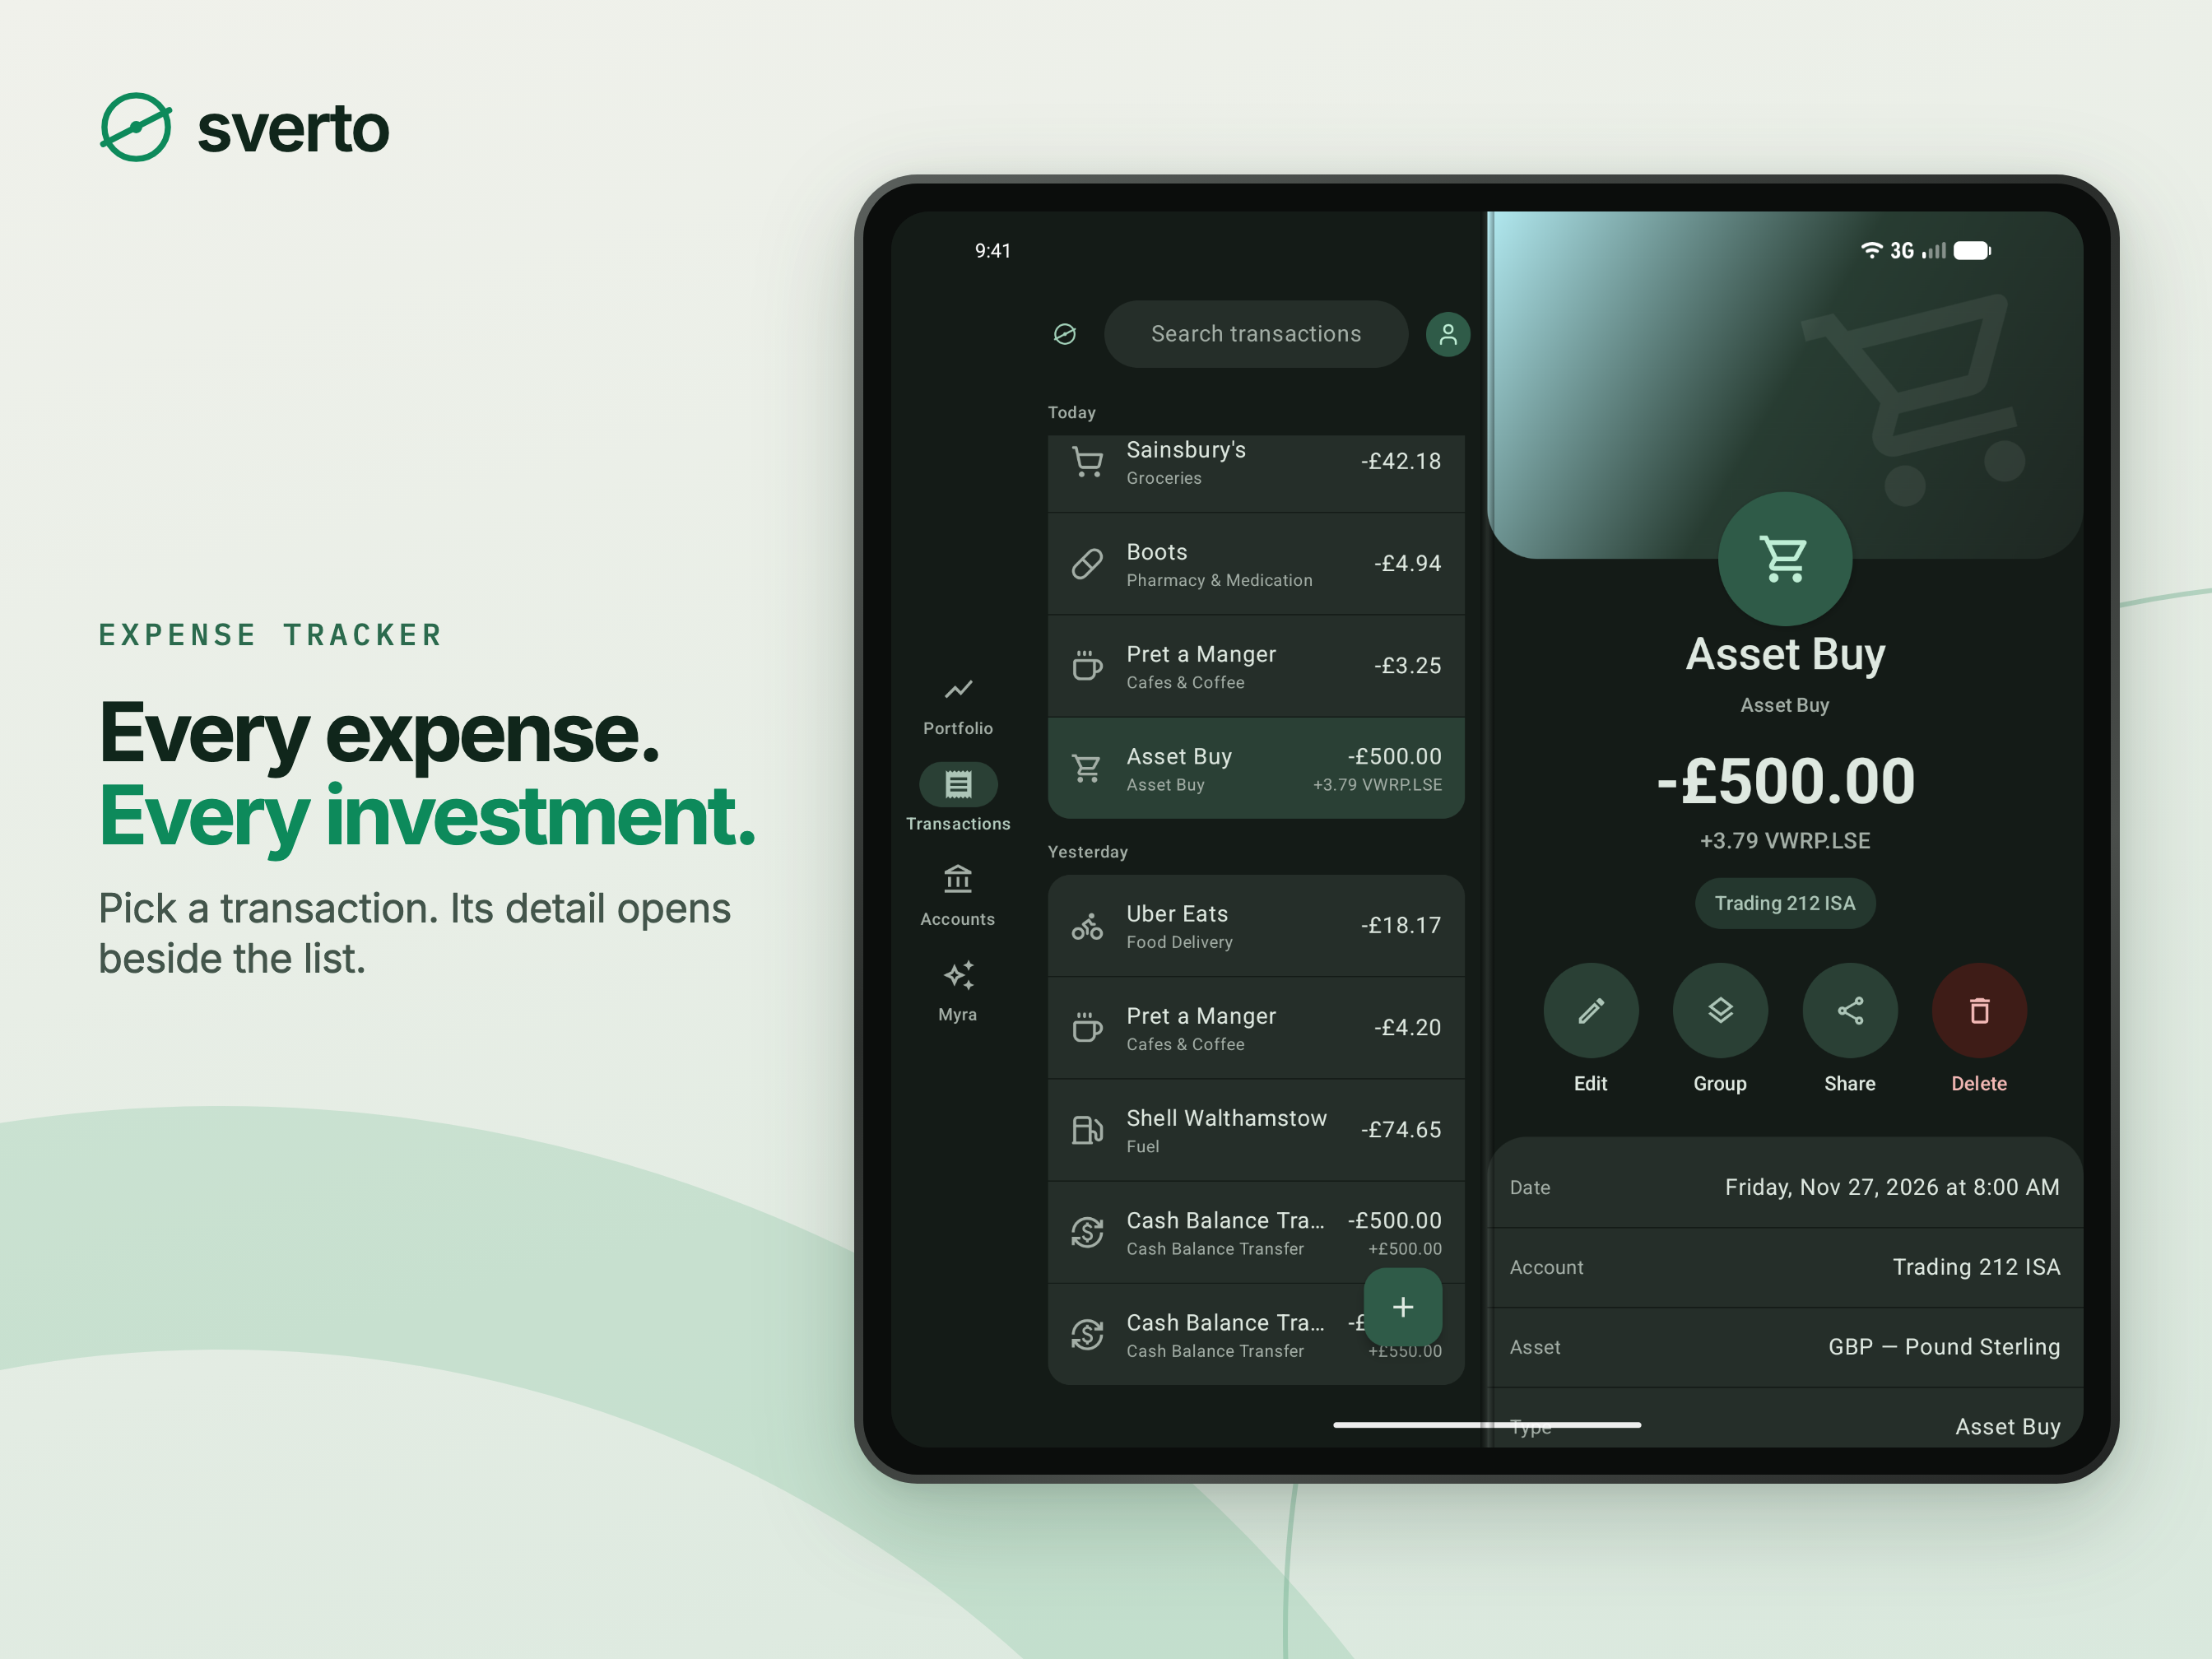 sverto
EXPENSE TRACKER
Every expense.
Every investment.
Pick a transaction. Its detail opens
beside the list.
9:41
3G
Search transactions
Portfolio
Transactions
Accounts
Myra
Today
Sainsbury's
Groceries
-£42.18
Boots
Pharmacy & Medication
-£4.94
Pret a Manger
Cafes & Coffee
-£3.25
Asset Buy
Asset Buy
-£500.00
+3.79 VWRP.LSE
Yesterday
Uber Eats
Food Delivery
-£18.17
Pret a Manger
Cafes & Coffee
-£4.20
Shell Walthamstow
Fuel
-£74.65
Cash Balance Tra...
Cash Balance Transfer
-£500.00
+£500.00
Cash Balance Tra...
Cash Balance Transfer
-£
+£550.00
Asset Buy
Asset Buy
-£500.00
+3.79 VWRP.LSE
Trading 212 ISA
Edit
Group
Share
Delete
Date
Friday, Nov 27, 2026 at 8:00 AM
Account
Trading 212 ISA
Asset
GBP — Pound Sterling
Type
Asset Buy